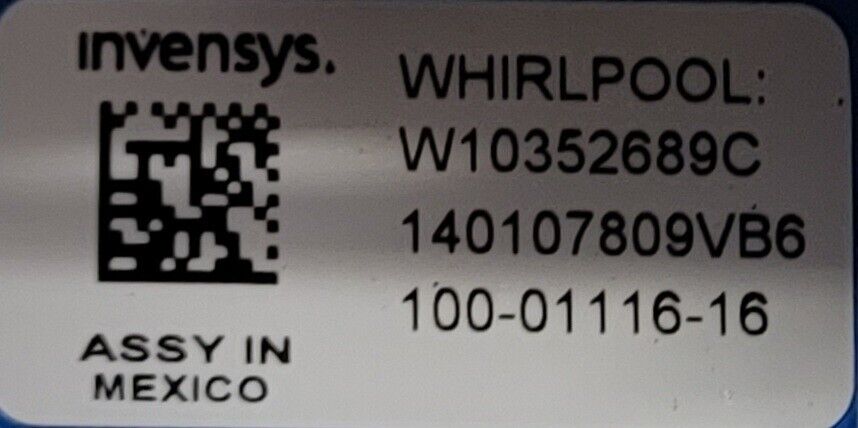 invensys.
WHIRLPOOL:
W10352689C
140107809VB6
100-01116-16
ASSY IN
MEXICO